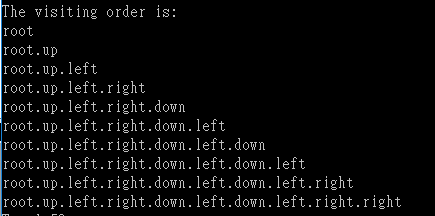 The visiting order is:
root
root.up
root.up.left
root.up.left.right
root.up.left.right.down
root.up.left.right.down.left
root.up.left.right.down.left.down
root.up.left.right.down.left.down.left
root.up.left.right.down.left.down.left.right
root.up.left.right.down.left.down.left.right.right